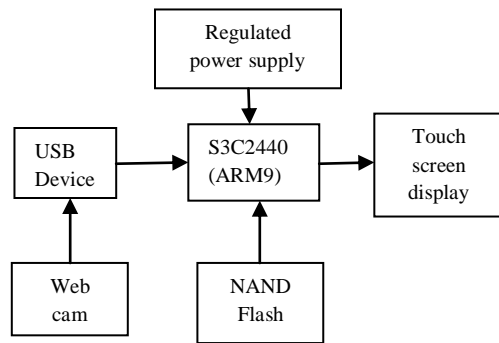 Regulated
power supply
USB
Device
S3C2440
(ARM9)
Touch
screen
display
Web
cam
NAND
Flash